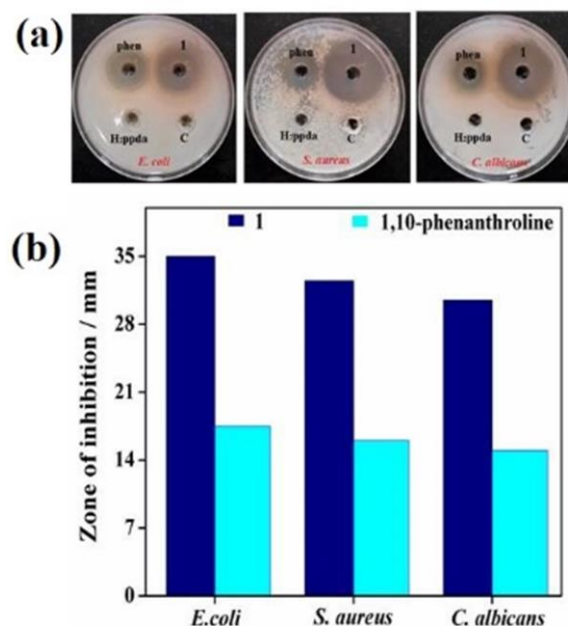 (a)
phen 1
H2ppda C
E. coli
phen 1
H2ppda C
S. aureus
phen 1
H2ppda C
C. albicans
(b)
1 1,10-phenanthroline
Zone of inhibition / mm
35
28
21
14
7
0
E.coli S. aureus C. albicans